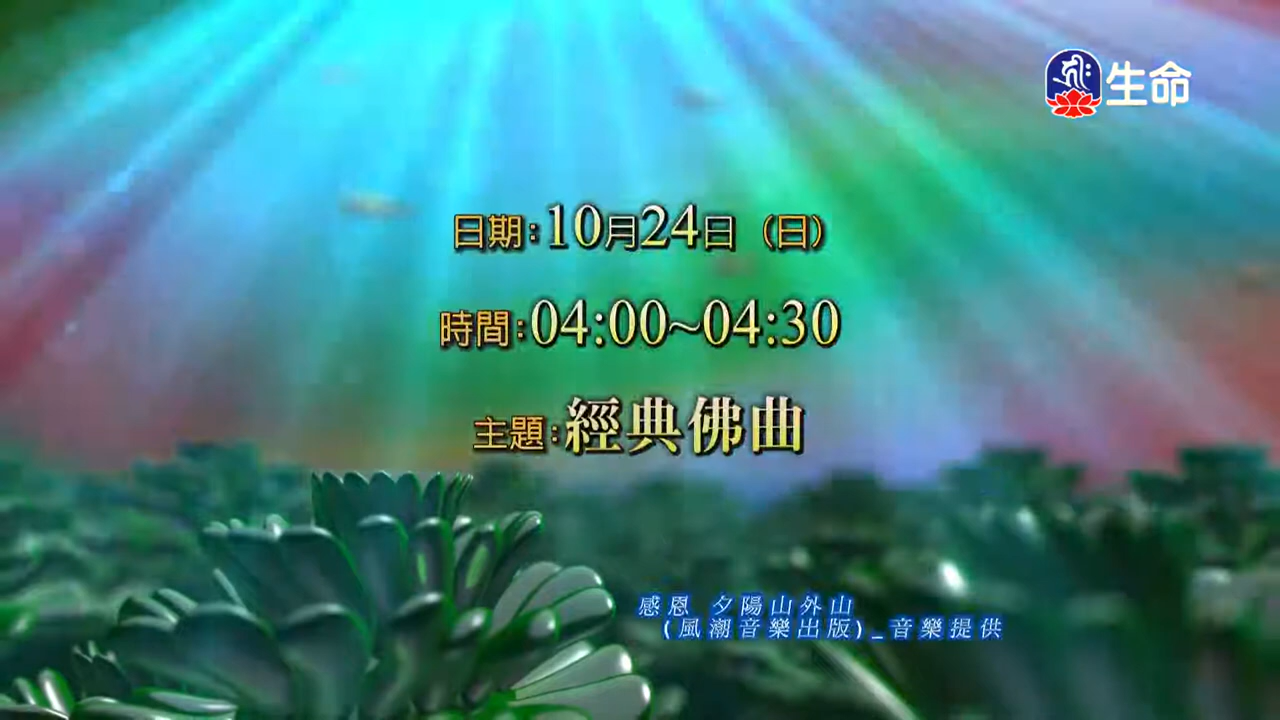 生命
日期:10月24日（日）
時間:04:00~04:30
主題:經典佛曲
感恩 夕陽山外山
(風潮音樂出版)_音樂提供